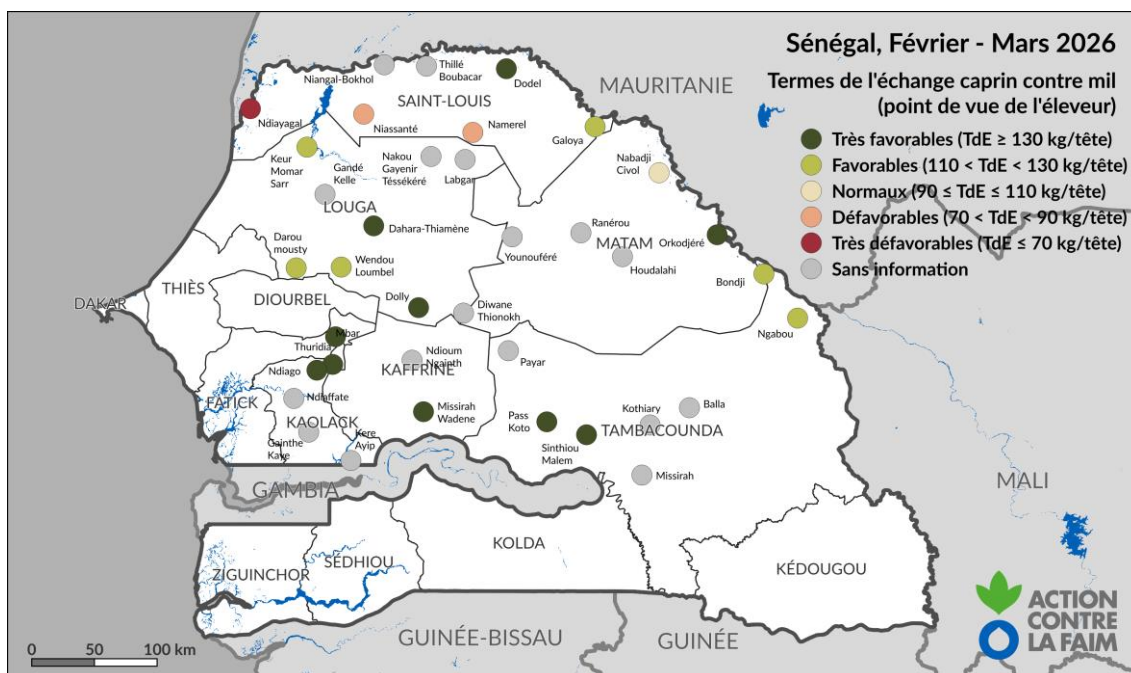 Sénégal, Février - Mars 2026
Termes de l'échange caprin contre mil
(point de vue de l'éleveur)
Très favorables (TdE ≥ 130 kg/tête)
Favorables (110 < TdE < 130 kg/tête)
Normaux (90 ≤ TdE ≤ 110 kg/tête)
Défavorables (70 < TdE < 90 kg/tête)
Très défavorables (TdE ≤ 70 kg/tête)
Sans information
MAURITANIE
Niangal-Bokhol
Thillé
Boubacar
Dodel
SAINT-LOUIS
Ndiayagal
Niassanté
Namerel
Galoya
Keur
Momar
Sarr
Gandé
Kelle
Nakou
Gayenir
Téssékéré
Labgar
Nabadji
Civol
LOUGA
Dahara-Thiamène
Ranérou
MATAM
Orkodjéré
Younouféré
Houdalahi
Darou
mousty
Wendou
Loumbel
Bondji
THIÈS
DAKAR
DIOURBEL
Dolly
Diwane
Thionokh
Ngabou
Mbar
Thuridia
Ndioum
Ngainth
Payar
Ndiago
KAFFRINE
FATICK
Ndiaffate
Missirah
Wadene
Pass
Koto
Kothiary
Balla
KAOLACK
TAMBACOUNDA
Gainthe
Kaye
Kere
Ayip
Sinthiou
Malem
Missirah
GAMBIA
MALI
KOLDA
SÉDHIOU
ZIGUINCHOR
KÉDOUGOU
GUINÉE-BISSAU
GUINÉE
0 50 100 km
ACTION
CONTRE
LA FAIM